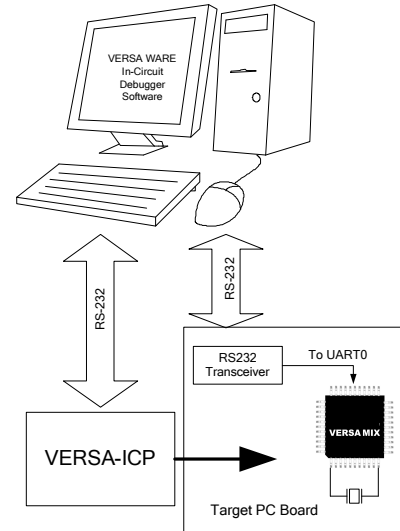 VERSA WARE
In-Circuit
Debugger
Software
RS-232
RS-232
RS232
Transceiver
To UART0
VERSA MIX
VERSA-ICP
Target PC Board